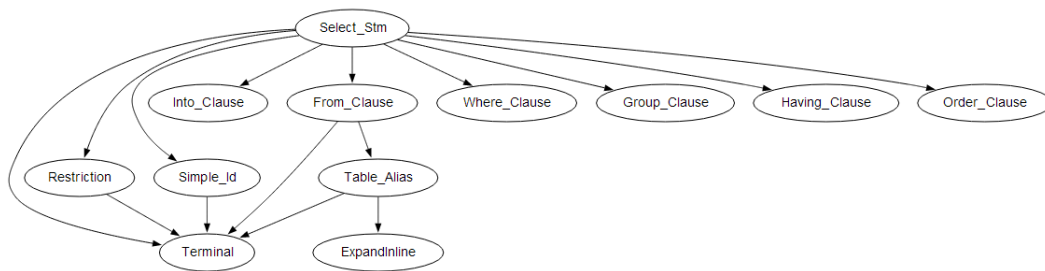 Select_Stm
Into_Clause From_Clause Where_Clause Group_Clause Having_Clause Order_Clause
Restriction Simple_Id Table_Alias
Terminal ExpandInline